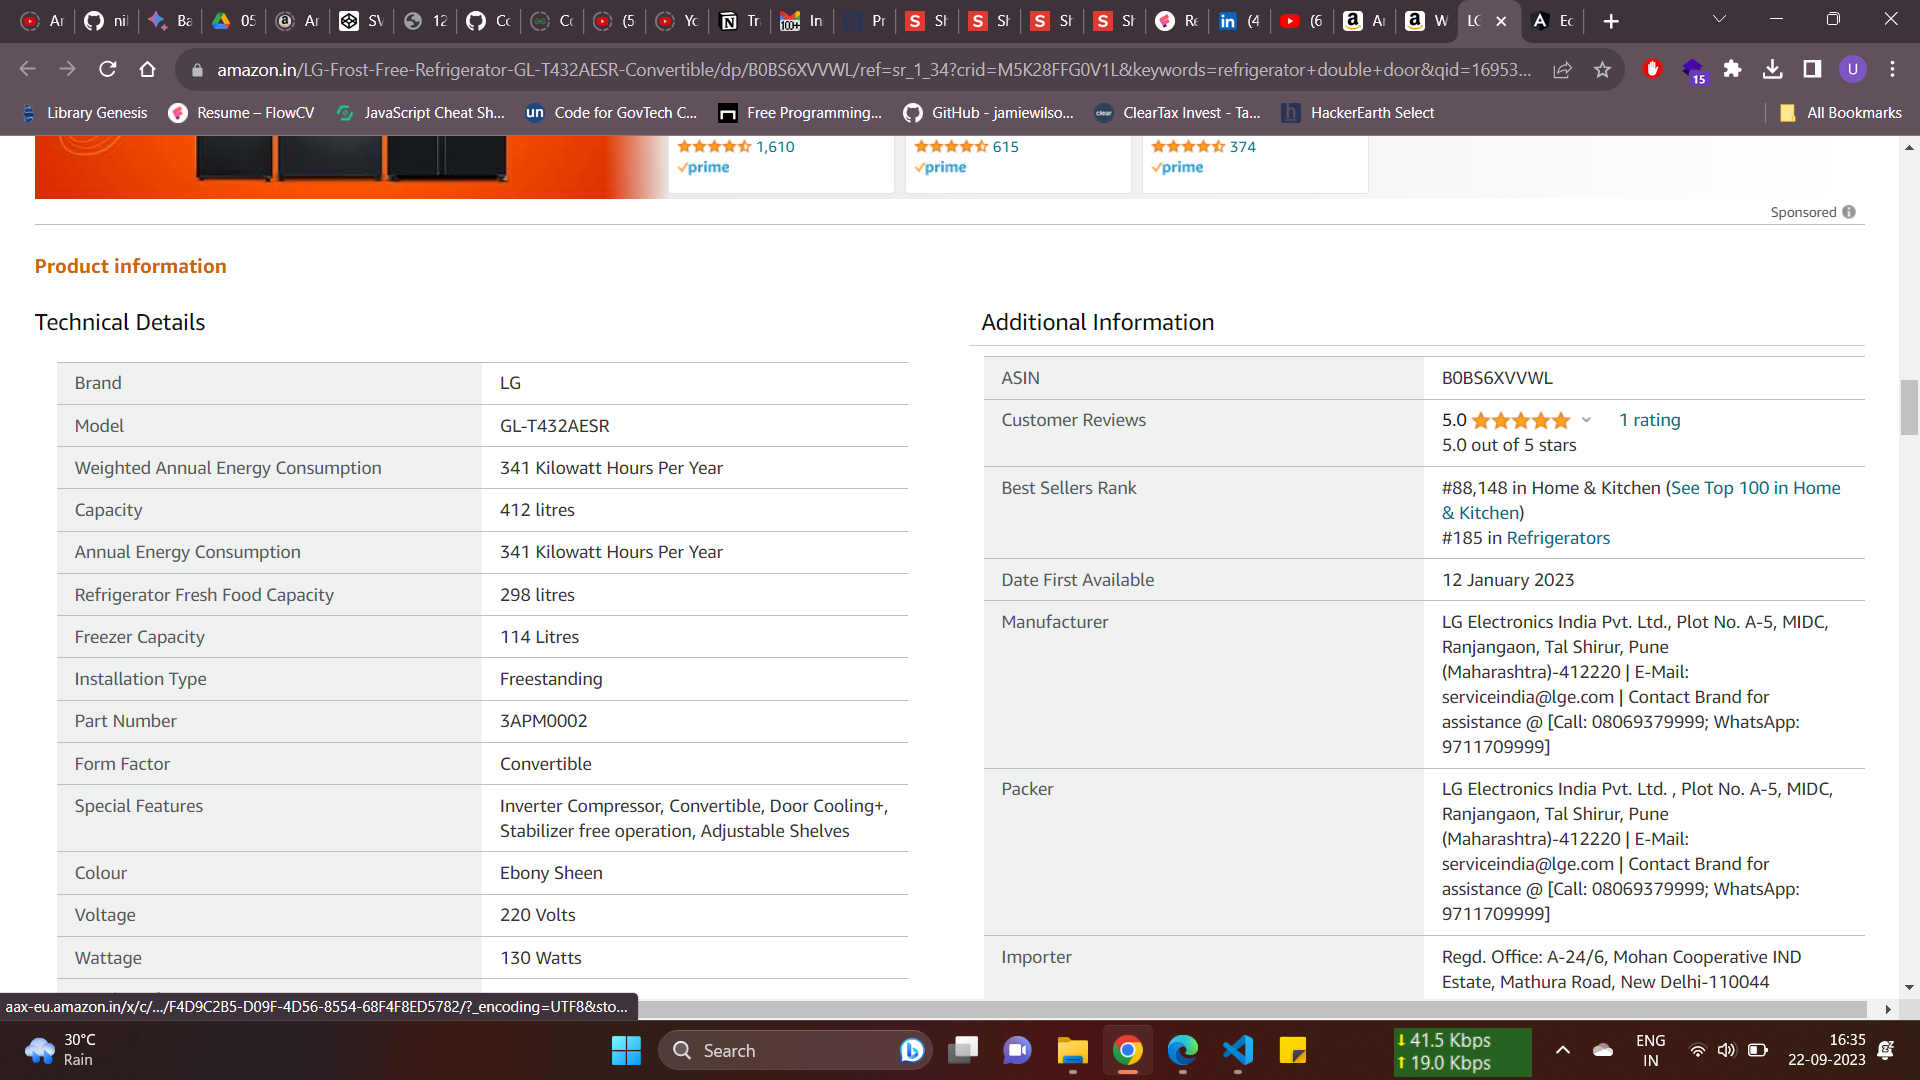 Ar
nil
Ba
05
Ar
SV
12
Co
Co
(5
Yo
Tr
In
Pr
Sh
Sh
Sh
Sh
Re
(4
(6
Ar
W
LG
Ec
amazon.in/LG-Frost-Free-Refrigerator-GL-T432AESR-Convertible/dp/B0BS6XVVWL/ref=sr_1_34?crid=M5K28FFG0V1L&keywords=refrigerator+double+door&qid=16953...
15
U
Library Genesis
Resume – FlowCV
JavaScript Cheat Sh...
Code for GovTech C...
Free Programming...
GitHub - jamiewilso...
ClearTax Invest - Ta...
HackerEarth Select
All Bookmarks
1,610
615
374
prime
prime
prime
Sponsored
Product information
Technical Details
Brand LG
Model GL-T432AESR
Weighted Annual Energy Consumption 341 Kilowatt Hours Per Year
Capacity 412 litres
Annual Energy Consumption 341 Kilowatt Hours Per Year
Refrigerator Fresh Food Capacity 298 litres
Freezer Capacity 114 Litres
Installation Type Freestanding
Part Number 3APM0002
Form Factor Convertible
Special Features Inverter Compressor, Convertible, Door Cooling+,
Stabilizer free operation, Adjustable Shelves
Colour Ebony Sheen
Voltage 220 Volts
Wattage 130 Watts
Additional Information
ASIN B0BS6XVVWL
Customer Reviews 5.0 1 rating
5.0 out of 5 stars
Best Sellers Rank #88,148 in Home & Kitchen (See Top 100 in Home
& Kitchen)
#185 in Refrigerators
Date First Available 12 January 2023
Manufacturer LG Electronics India Pvt. Ltd., Plot No. A-5, MIDC,
Ranjangaon, Tal Shirur, Pune
(Maharashtra)-412220 | E-Mail:
serviceindia@lge.com | Contact Brand for
assistance @ [Call: 08069379999; WhatsApp:
9711709999]
Packer LG Electronics India Pvt. Ltd. , Plot No. A-5, MIDC,
Ranjangaon, Tal Shirur, Pune
(Maharashtra)-412220 | E-Mail:
serviceindia@lge.com | Contact Brand for
assistance @ [Call: 08069379999; WhatsApp:
9711709999]
Importer Regd. Office: A-24/6, Mohan Cooperative IND
Estate, Mathura Road, New Delhi-110044
aax-eu.amazon.in/x/c/.../F4D9C2B5-D09F-4D56-8554-68F4F8ED5782/?_encoding=UTF8&sto...
30°C
Rain
Search
41.5 Kbps
19.0 Kbps
ENG
IN
16:35
22-09-2023